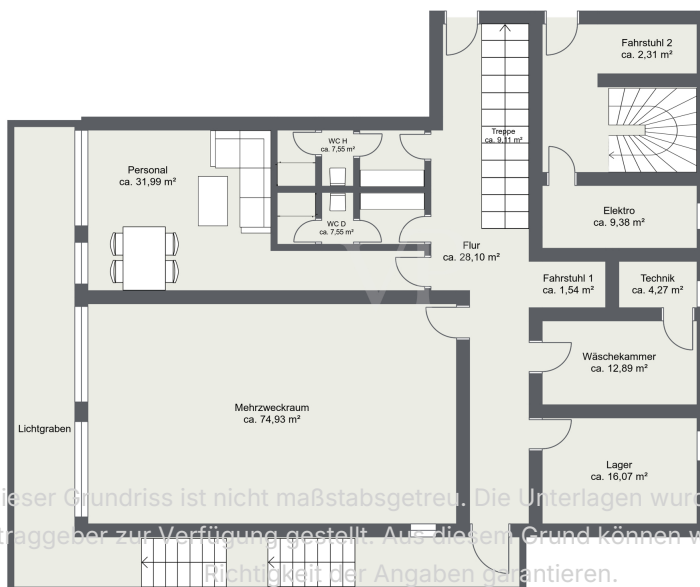 Fahrstuhl 2
ca. 2,31 m²
WC H
ca. 7,55 m²
Treppe
ca. 9,11 m²
Personal
ca. 31,99 m²
Elektro
ca. 9,38 m²
WC D
ca. 7,55 m²
Flur
ca. 28,10 m²
Fahrstuhl 1
ca. 1,54 m²
Technik
ca. 4,27 m²
Wäschekammer
ca. 12,89 m²
Mehrzweckraum
ca. 74,93 m²
Lichtgraben
Lager
ca. 16,07 m²
ieser Grundriss ist nicht maßstabsgetreu. Die Unterlagen wurd
traggeber zur Verfügung gestellt. Aus diesem Grund können w
Richtigkeit der Angaben garantieren.